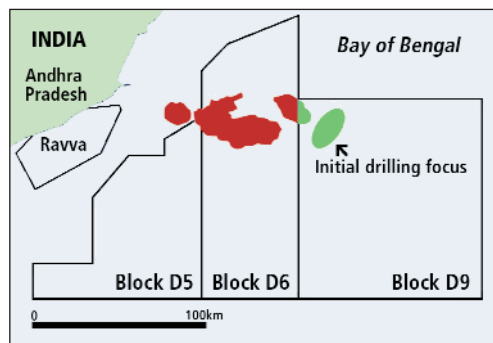 INDIA
Bay of Bengal
Andhra
Pradesh
Ravva
Initial drilling focus
Block D5
Block D6
Block D9
0
100km